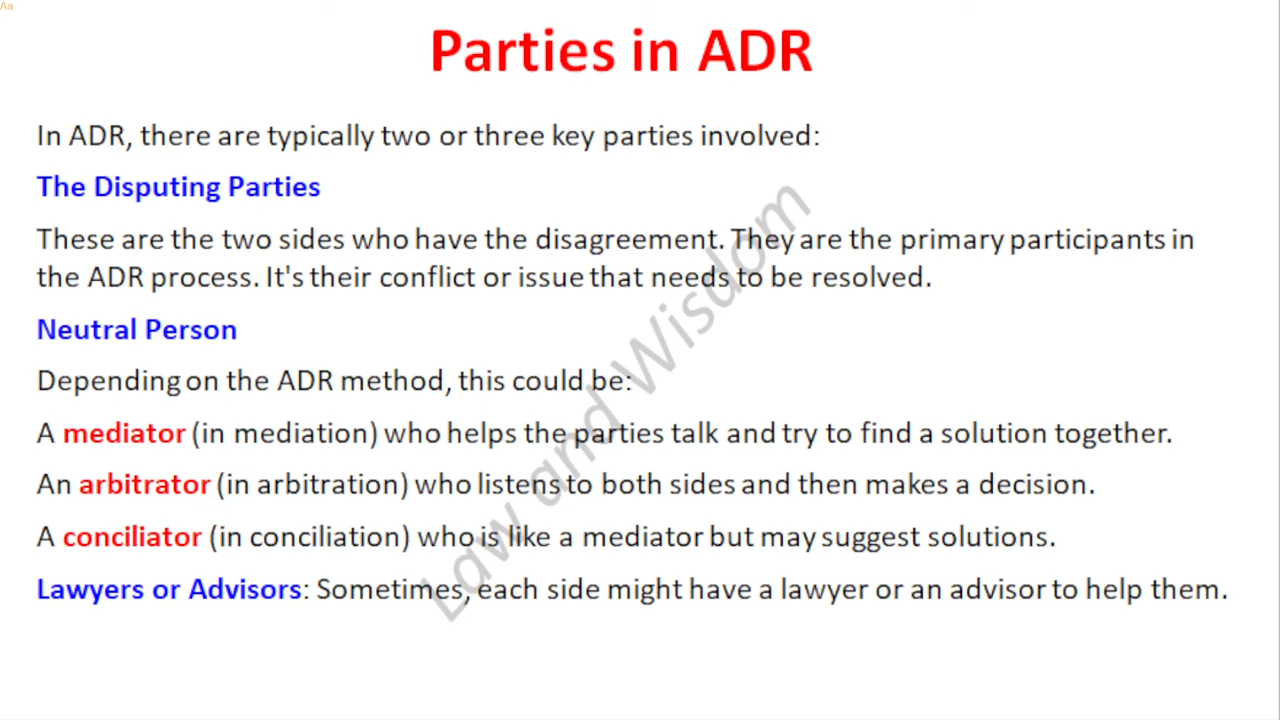 Aa
Parties in ADR
In ADR, there are typically two or three key parties involved:
The Disputing Parties
These are the two sides who have the disagreement. They are the primary participants in
the ADR process. It's their conflict or issue that needs to be resolved.
Neutral Person
Depending on the ADR method, this could be:
A mediator (in mediation) who helps the parties talk and try to find a solution together.
An arbitrator (in arbitration) who listens to both sides and then makes a decision.
A conciliator (in conciliation) who is like a mediator but may suggest solutions.
Lawyers or Advisors: Sometimes, each side might have a lawyer or an advisor to help them.
Law and Wisdom